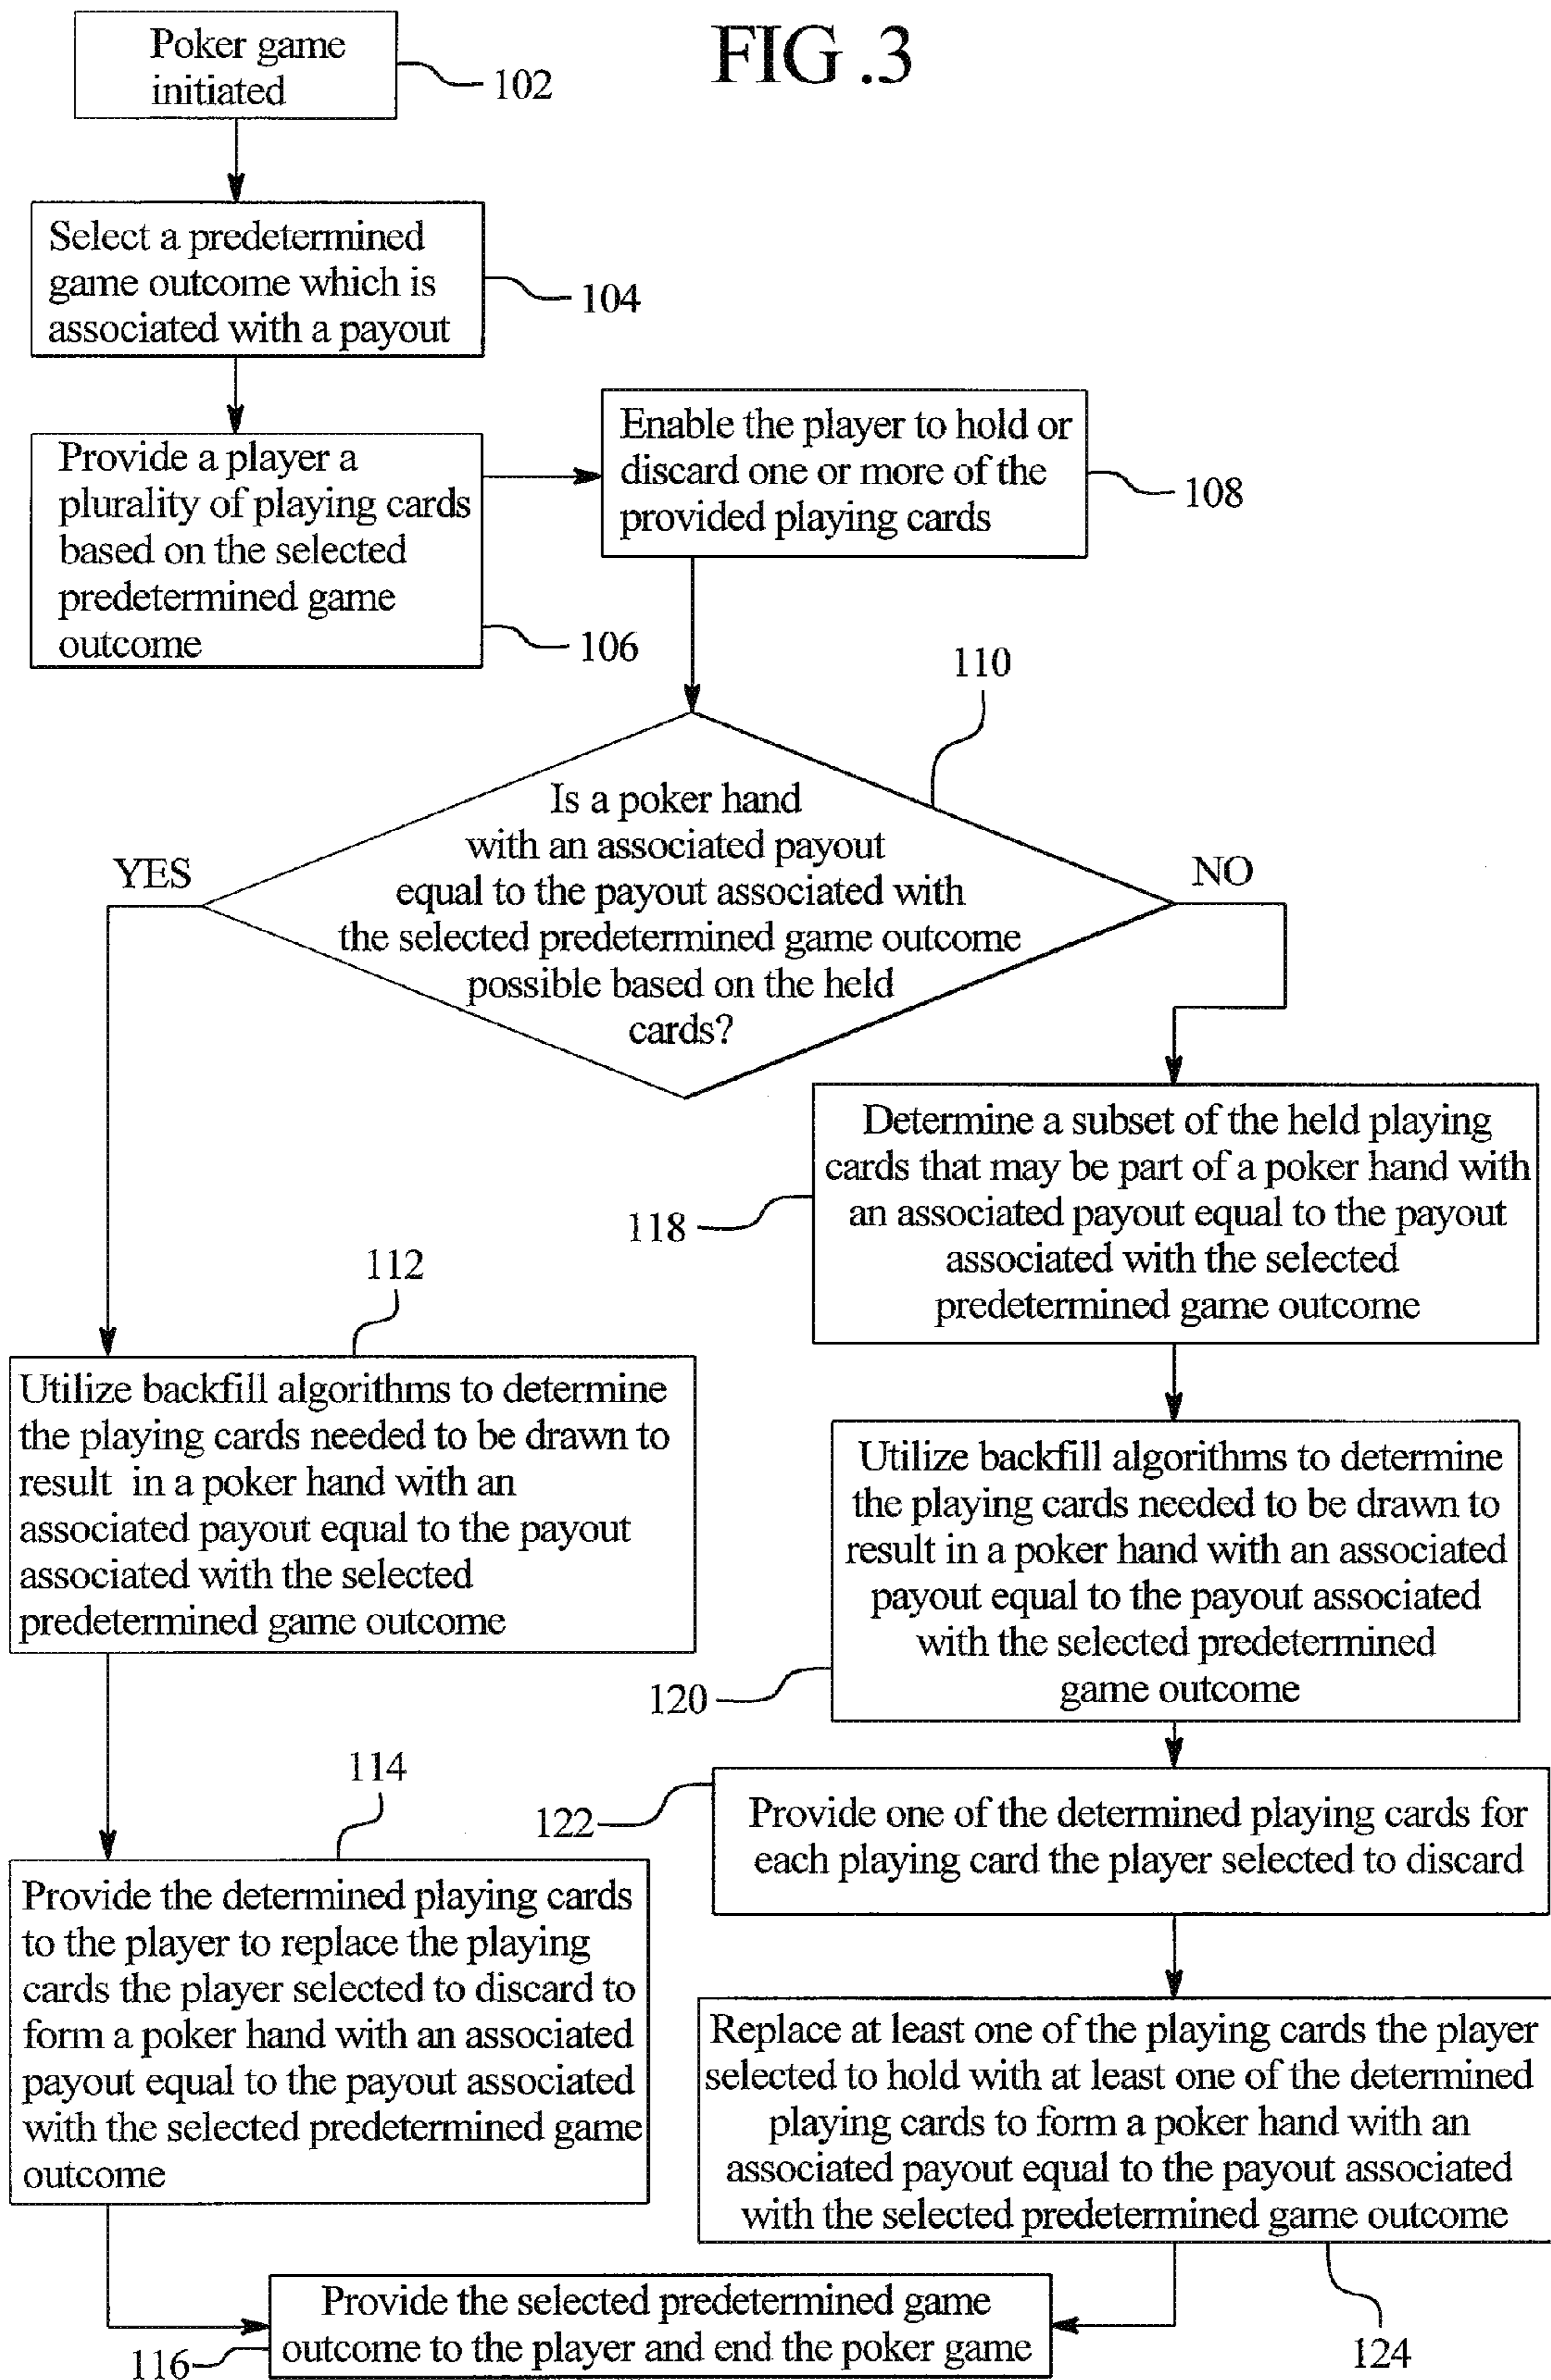 FIG .3
Poker game
initiated
102
Select a predetermined
game outcome which is
associated with a payout
104
Provide a player a
plurality of playing cards
based on the selected
predetermined game
outcome
106
Enable the player to hold or
discard one or more of the
provided playing cards
108
110
Is a poker hand
with an associated payout
equal to the payout associated with
the selected predetermined game outcome
possible based on the held
cards?
YES
NO
112
Utilize backfill algorithms to determine
the playing cards needed to be drawn to
result in a poker hand with an
associated payout equal to the payout
associated with the selected
predetermined game outcome
114
Provide the determined playing cards
to the player to replace the playing
cards the player selected to discard to
form a poker hand with an associated
payout equal to the payout associated
with the selected predetermined game
outcome
Determine a subset of the held playing
cards that may be part of a poker hand with
an associated payout equal to the payout
associated with the selected
predetermined game outcome
118
Utilize backfill algorithms to determine
the playing cards needed to be drawn to
result in a poker hand with an associated
payout equal to the payout associated
with the selected predetermined
game outcome
120
122
Provide one of the determined playing cards for
each playing card the player selected to discard
Replace at least one of the playing cards the player
selected to hold with at least one of the determined
playing cards to form a poker hand with an
associated payout equal to the payout associated
with the selected predetermined game outcome
124
Provide the selected predetermined game
outcome to the player and end the poker game
116